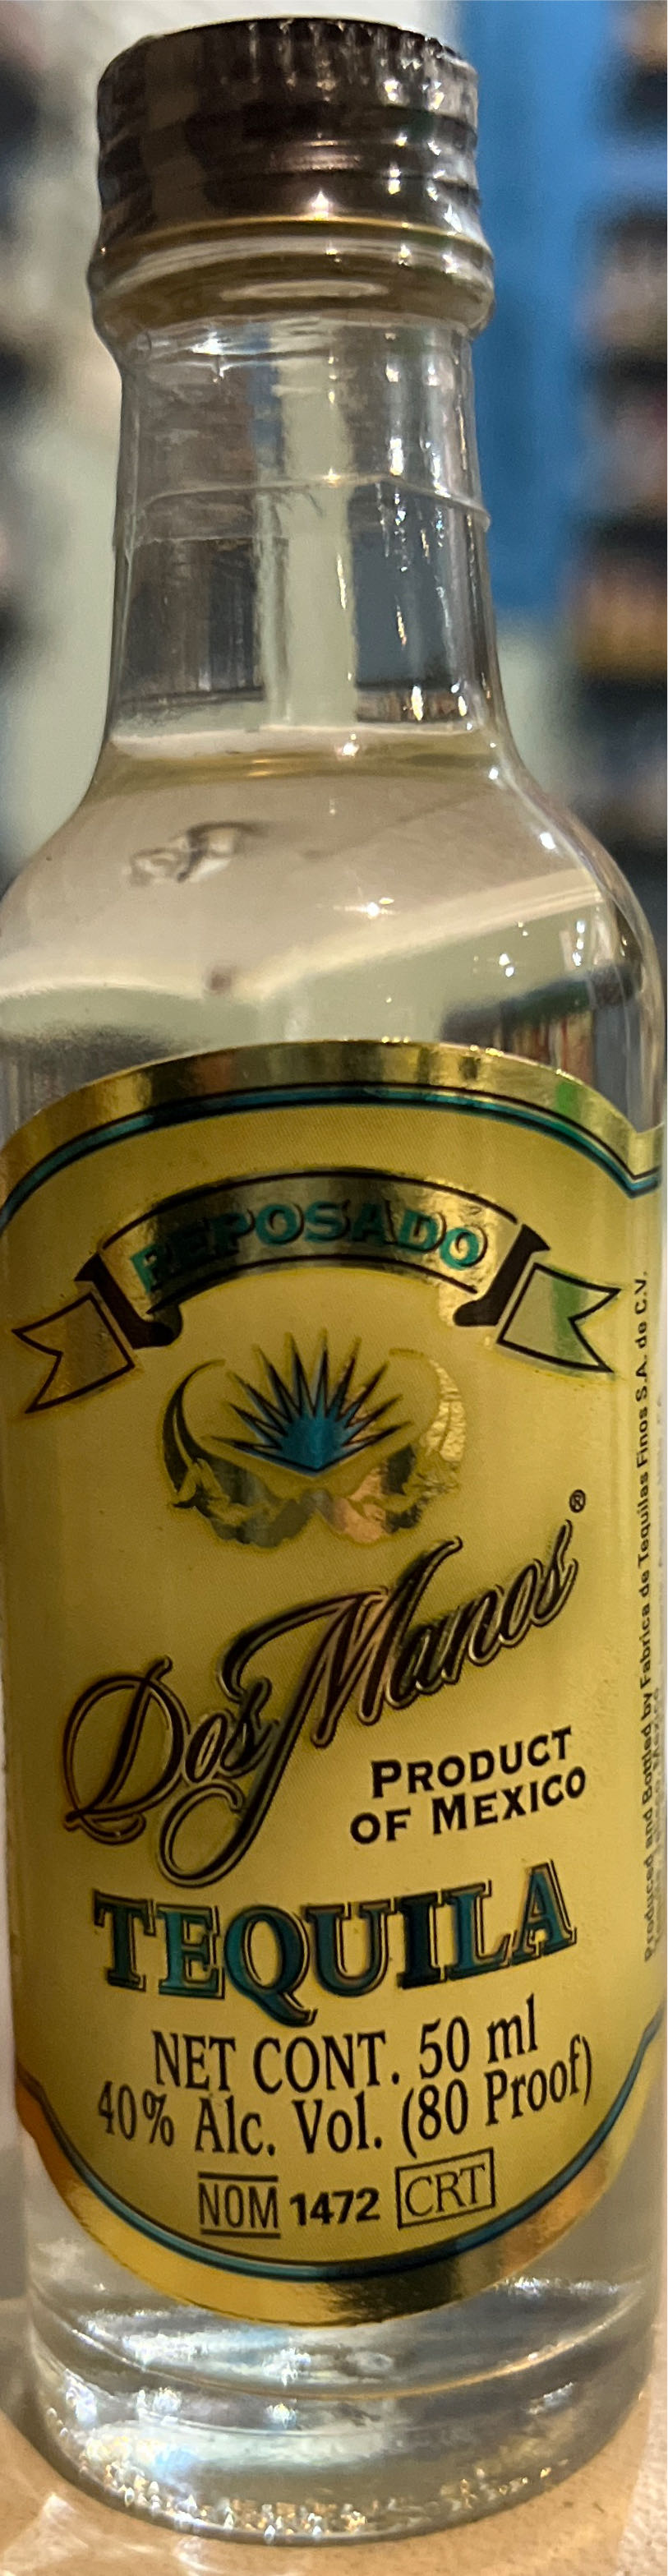 REPOSADO
Dos Manos®
PRODUCT
OF MEXICO
TEQUILA
NET CONT. 50 ml
40% Alc. Vol. (80 Proof)
NOM 1472 CRT
Produced and Bottled by Fabrica de Tequilas Finos S.A. de C.V.